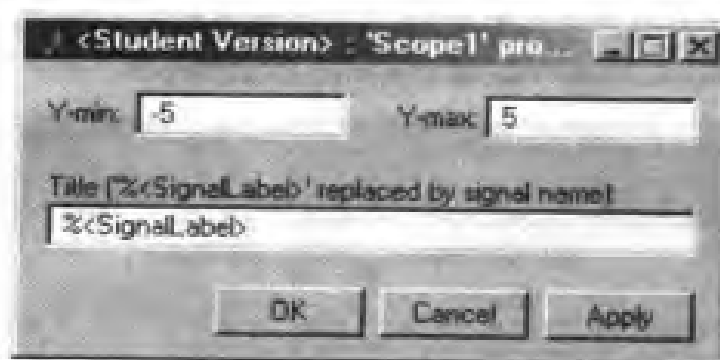 <Student Version> : 'Scope1' pro...
Y-min: -5 Y-max: 5
Title ('%<SignalLabel>' replaced by signal name):
%<SignalLabel>
OK Cancel Apply